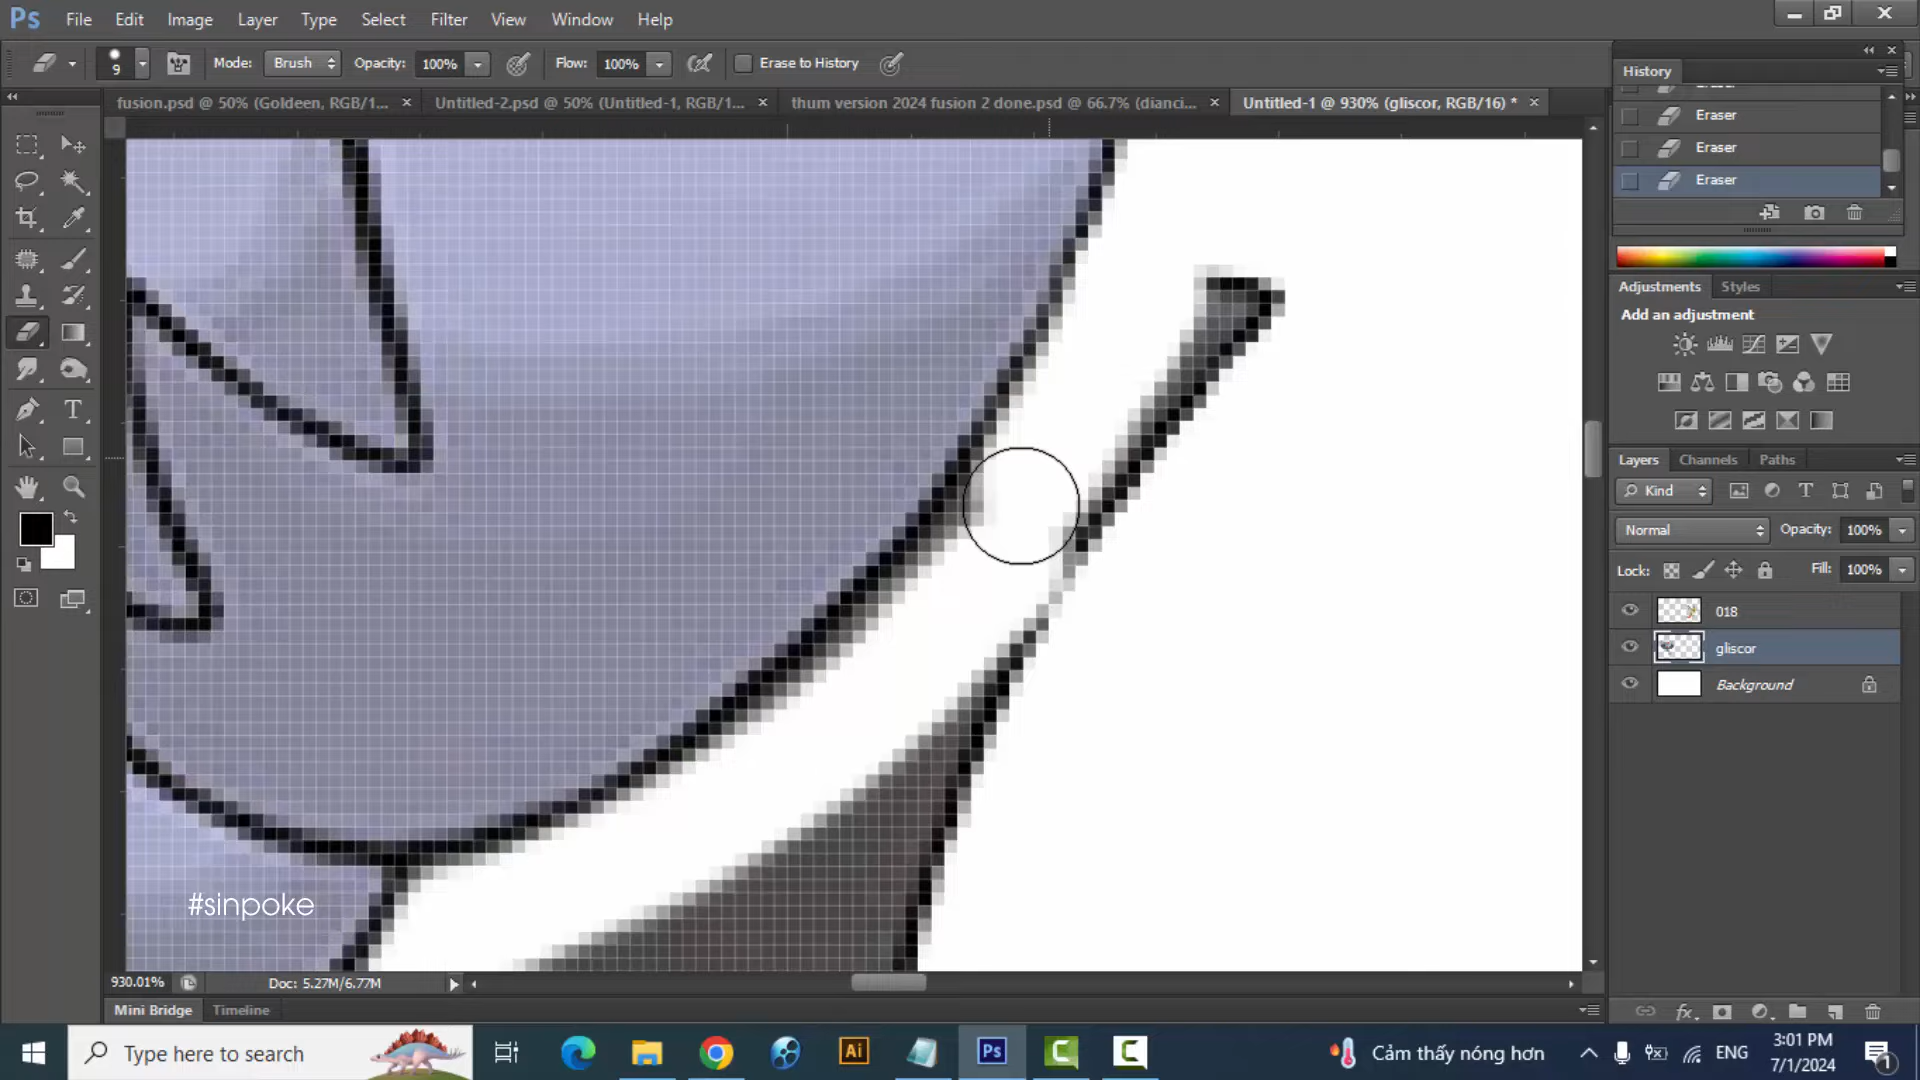 Ps File Edit Image Layer Type Select Filter View Window Help
9 Mode: Brush Opacity: 100% Flow: 100% Erase to History
fusion.psd @ 50% (Goldeen, RGB/1... × Untitled-2.psd @ 50% (Untitled-1, RGB/1... × thum version 2024 fusion 2 done.psd @ 66.7% (dianci... × Untitled-1 @ 930% (gliscor, RGB/16) * ×
History
Eraser
Eraser
Eraser
Adjustments Styles
Add an adjustment
Layers Channels Paths
Kind
Normal Opacity: 100%
Lock: Fill: 100%
018
gliscor
Background
#sinpoke
930.01% Doc: 5.27M/6.77M
Mini Bridge Timeline
Type here to search Ai Ps Cảm thấy nóng hơn ENG 3:01 PM
7/1/2024 1